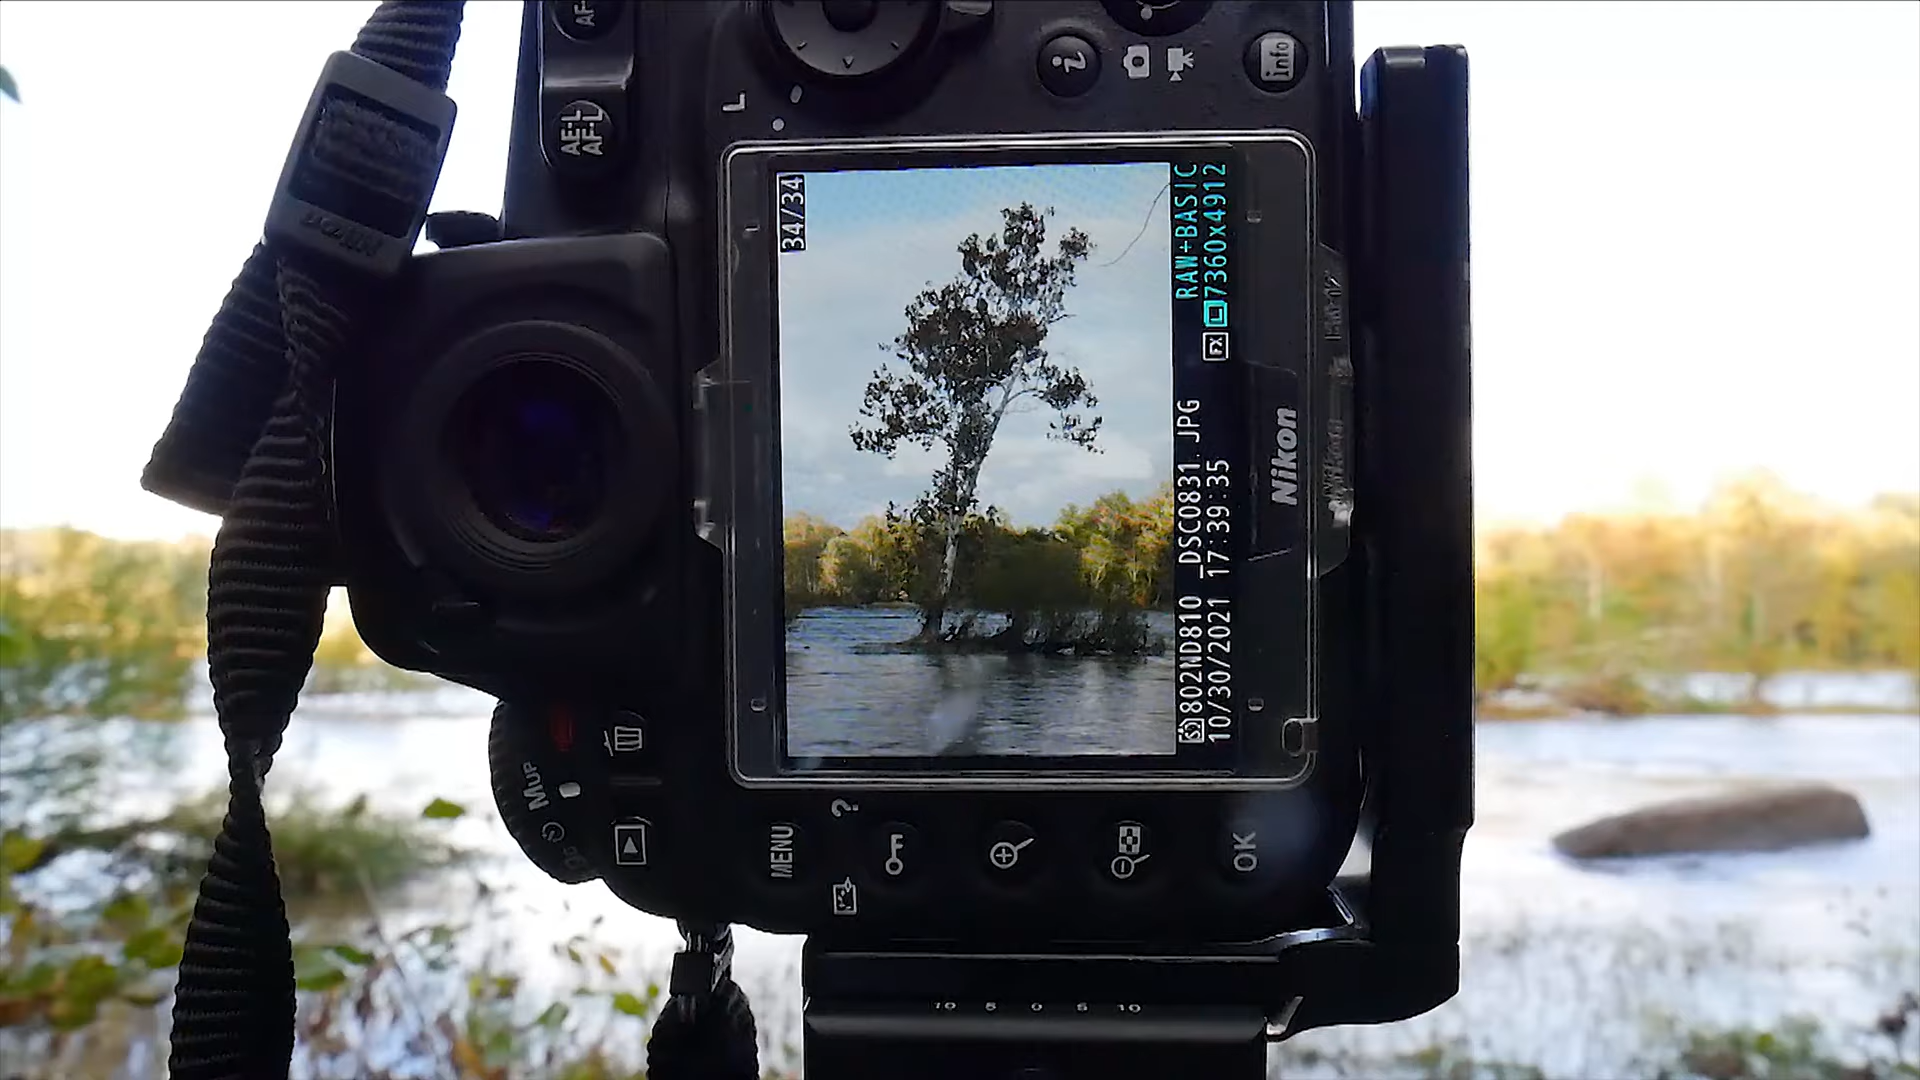 AF-
AE-L
AF-L
L
i
info
34/34
RAW+BASIC
FX L 7360x4912
802ND810 _DSC0831.JPG
10/30/2021 17:39:35
Nikon
MUP
MENU
?
OK
10 5 0 5 10